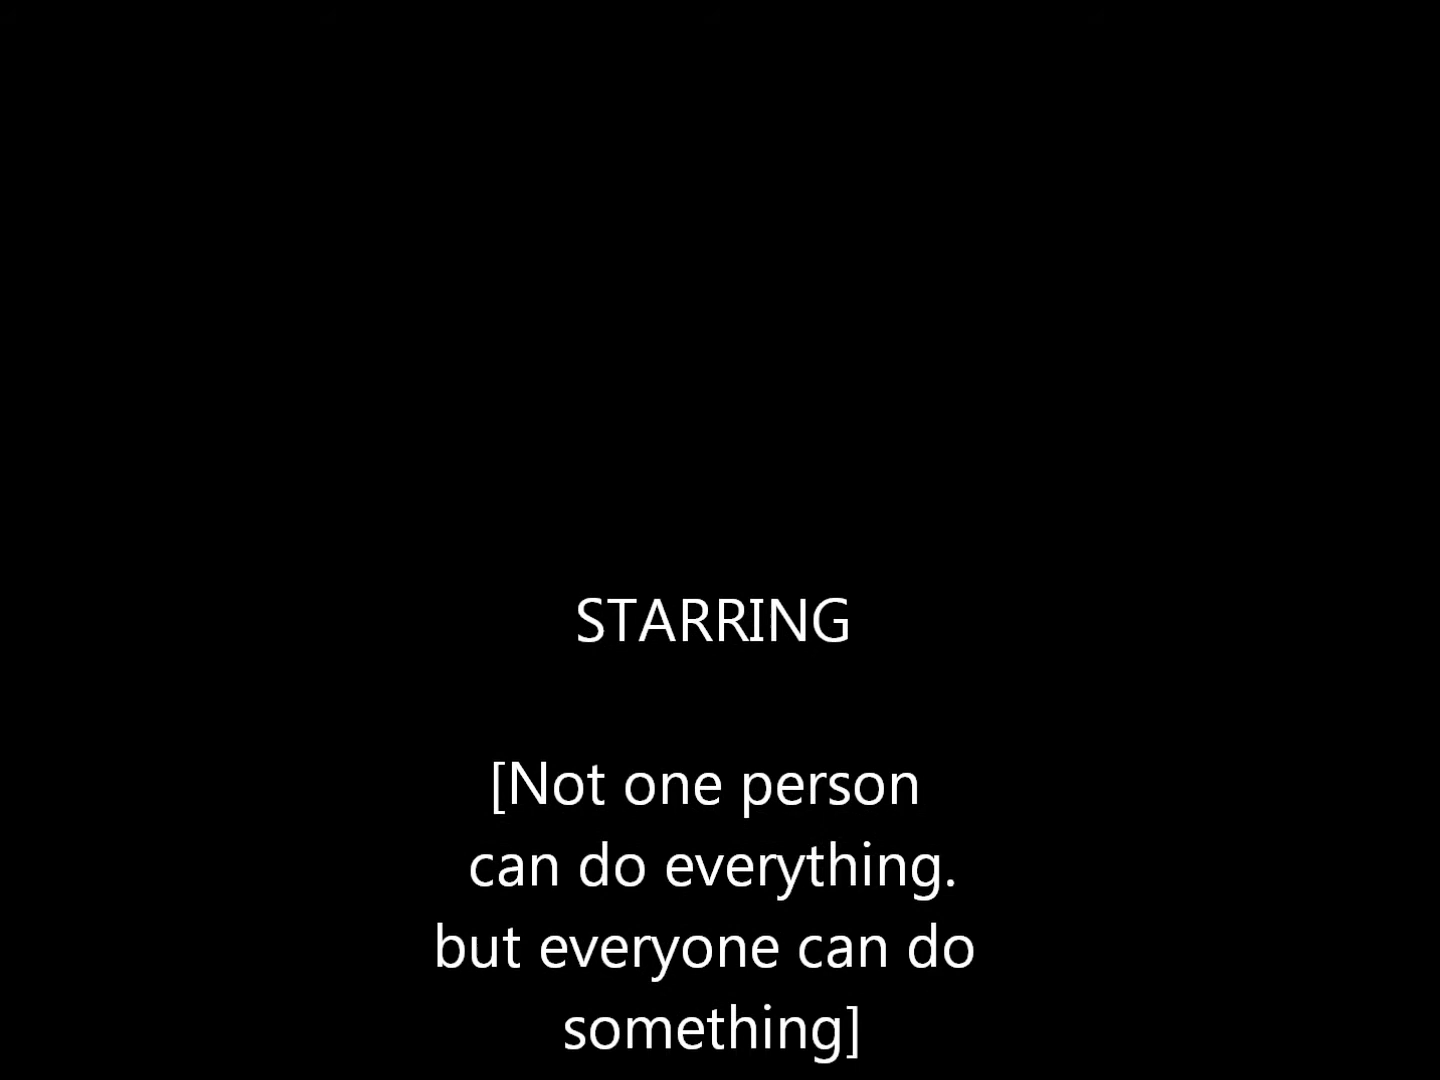 STARRING
[Not one person
can do everything.
but everyone can do
something]